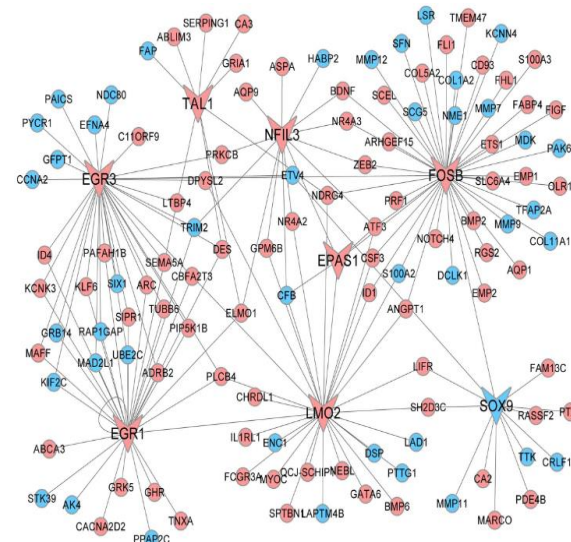 SERPING1
CA3
ABLIM3
FAP
GRIA1
TAL1
ASPA
HABP2
AQP9
NFIL3
BDNF
NR4A3
PRKCB
ETV4
DPYSL2
LTBP4
TRIM2
NR4A2
DES
GPM6B
SEMA5A
CBFA2T3
LSR
TMEM47
SFN
FLI1
KCNN4
MMP12
COL5A2
COL1A2
CD93
S100A3
SCEL
FHL1
SCG5
NME1
MMP7
FABP4
FIGF
ARHGEF15
ETS1
MDK
PAK6
ZEB2
FOSB
SLC6A4
EMP1
OLR1
NDRG4
PRF1
TFAP2A
BMP2
MMP9
ATF3
NOTCH4
COL11A1
RGS2
EPAS1
CSF3
S100A2
DCLK1
AQP1
ID1
EMP2
CFB
ANGPT1
PAICS
NDC80
PYCR1
EFNA4
C11ORF9
GFPT1
CCNA2
EGR3
ID4
PAFAH1B
KCNK3
KLF6
SIX1
ARC
GRB14
SIPR1
TUBB6
RAP1GAP
PIP5K1B
MAFF
UBE2C
MAD2L1
KIF2C
ADRB2
ELMO1
PLCB4
EGR1
ABCA3
STK39
AK4
GRK5
GHR
CACNA2D2
TNXA
PPAP2C
CHRDL1
LMO2
IL1RL1
ENC1
LAD1
DSP
FCGR3A
MYOC
NEBL
PTTG1
GATA6
SPTBN1
LAPTM4B
BMP6
LIFR
SH2D3C
SOX9
FAM13C
RASSF2
TTK
CRLF1
CA2
PDE4B
MMP11
MARCO